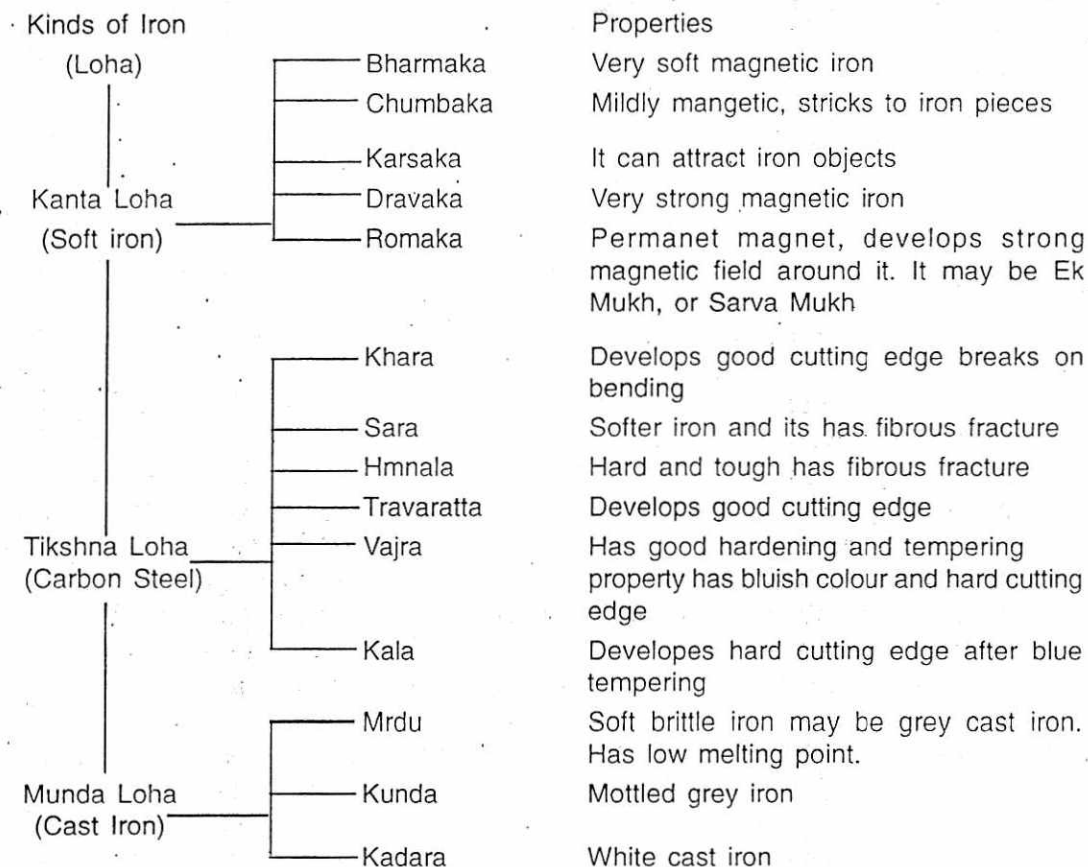 Kinds of Iron Properties
(Loha) Bharmaka Very soft magnetic iron
Chumbaka Mildly mangetic, stricks to iron pieces
Karsaka It can attract iron objects
Kanta Loha Dravaka Very strong magnetic iron
(Soft iron) Romaka Permanet magnet, develops strong
magnetic field around it. It may be Ek
Mukh, or Sarva Mukh
Khara Develops good cutting edge breaks on
bending
Sara Softer iron and its has fibrous fracture
Hmnala Hard and tough has fibrous fracture
Travaratta Develops good cutting edge
Tikshna Loha Vajra Has good hardening and tempering
(Carbon Steel) property has bluish colour and hard cutting
edge
Kala Developes hard cutting edge after blue
tempering
Mrdu Soft brittle iron may be grey cast iron.
Has low melting point.
Munda Loha Kunda Mottled grey iron
(Cast Iron)
Kadara White cast iron